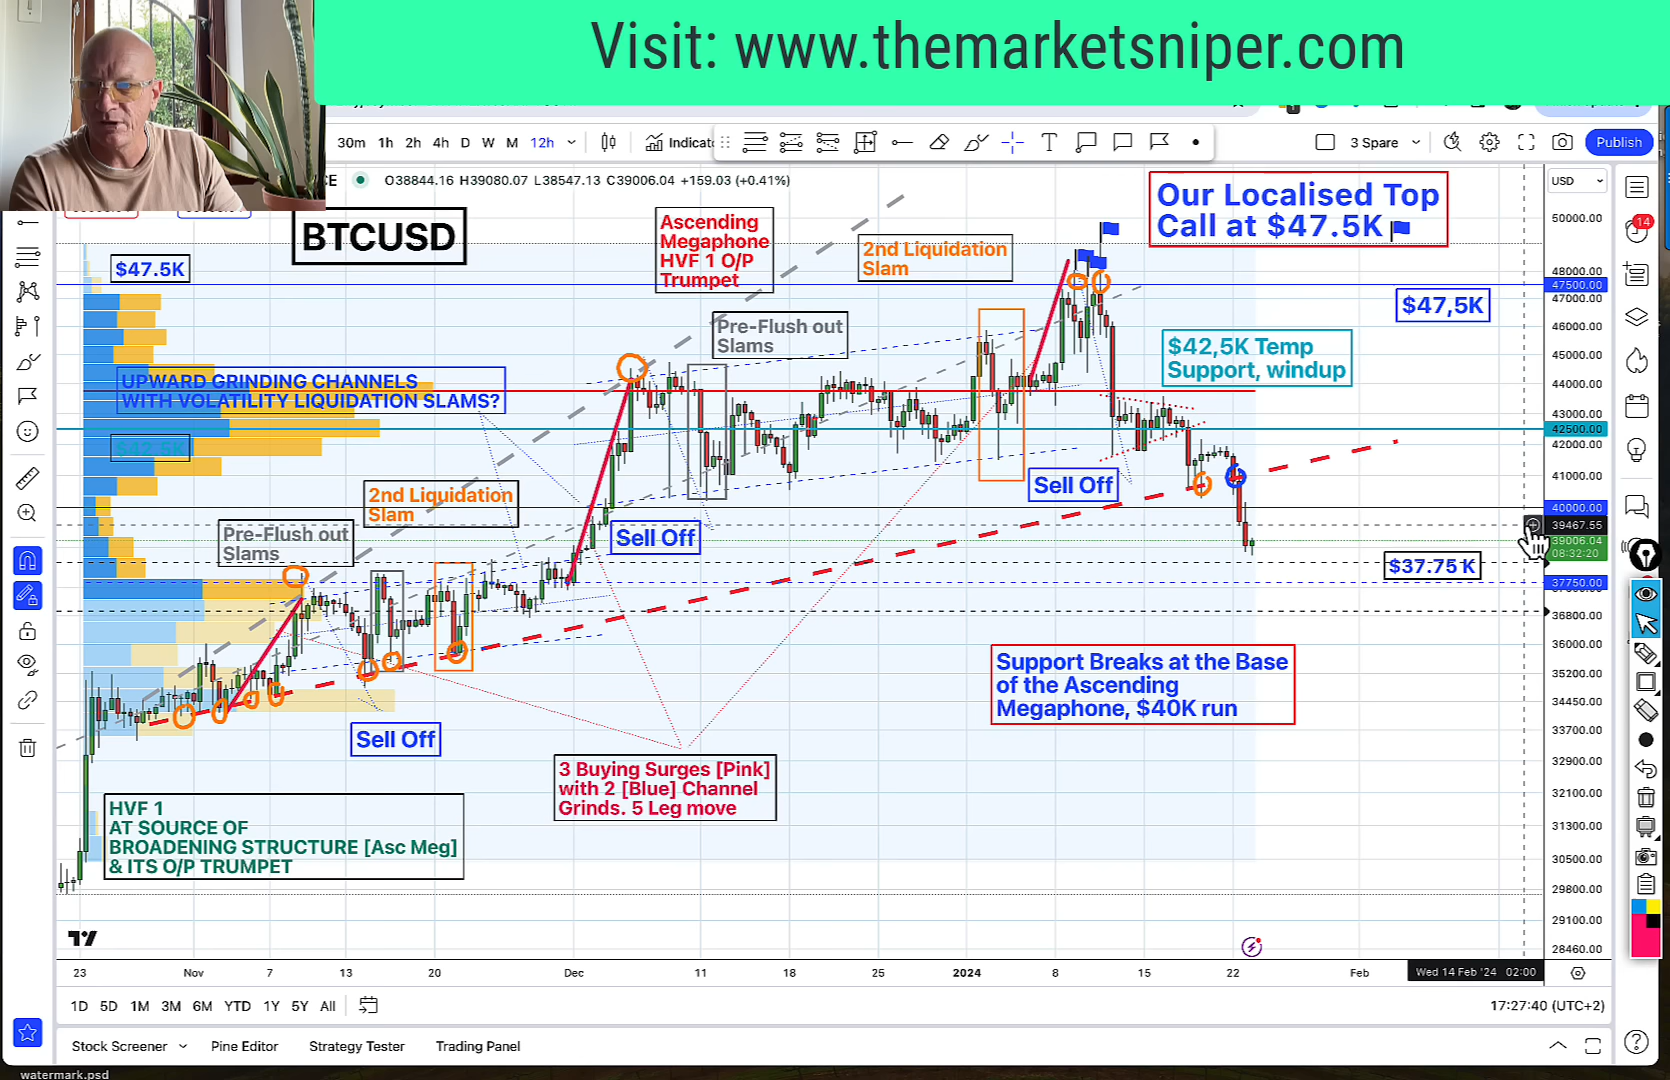 Visit: www.themarketsniper.com
30m 1h 2h 4h D W M 12h
Indicat
3 Spare
Publish
CE O38844.16 H39080.07 L38547.13 C39006.04 +159.03 (+0.41%)
USD
BTCUSD
$47.5K
Ascending
Megaphone
HVF 1 O/P
Trumpet
2nd Liquidation
Slam
Our Localised Top
Call at $47.5K
$47,5K
Pre-Flush out
Slams
$42,5K Temp
Support, windup
UPWARD GRINDING CHANNELS
WITH VOLATILITY LIQUIDATION SLAMS?
$42.5K
2nd Liquidation
Slam
Pre-Flush out
Slams
Sell Off
Sell Off
$37.75 K
Support Breaks at the Base
of the Ascending
Megaphone, $40K run
Sell Off
3 Buying Surges [Pink]
with 2 [Blue] Channel
Grinds. 5 Leg move
HVF 1
AT SOURCE OF
BROADENING STRUCTURE [Asc Meg]
& ITS O/P TRUMPET
50000.00
48000.00
47500.00
47000.00
46000.00
45000.00
44000.00
43000.00
42500.00
42000.00
41000.00
40000.00
39467.55
39006.04
08:32:20
37750.00
36800.00
36000.00
35200.00
34450.00
33700.00
32900.00
32100.00
31300.00
30500.00
29800.00
29100.00
28460.00
14
23 Nov 7 13 20 Dec 11 18 25 2024 8 15 22 Feb Wed 14 Feb '24 02:00
1D 5D 1M 3M 6M YTD 1Y 5Y All
17:27:40 (UTC+2)
Stock Screener Pine Editor Strategy Tester Trading Panel
watermark.psd